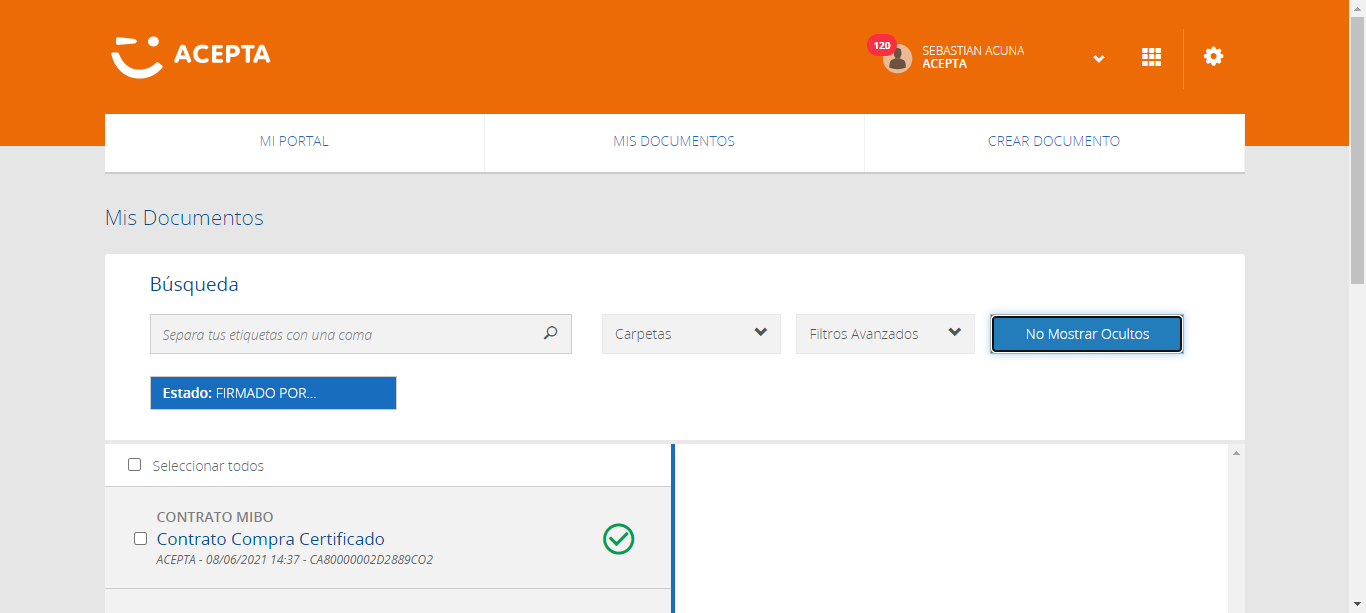 ACEPTA
120
SEBASTIAN ACUNA
ACEPTA
MI PORTAL
MIS DOCUMENTOS
CREAR DOCUMENTO
Mis Documentos
Búsqueda
Separa tus etiquetas con una coma
Carpetas
Filtros Avanzados
No Mostrar Ocultos
Estado: FIRMADO POR...
Seleccionar todos
CONTRATO MIBO
Contrato Compra Certificado
ACEPTA - 08/06/2021 14:37 - CA80000002D2889CO2